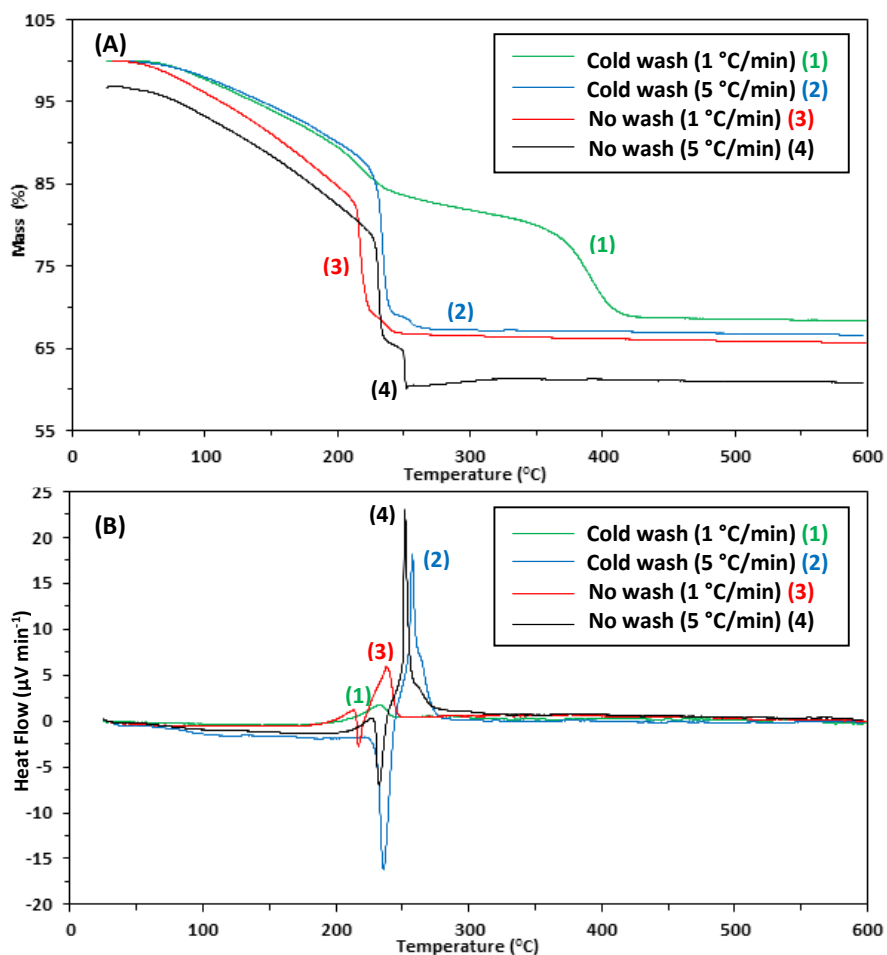 (A)
Cold wash (1 °C/min) (1)
Cold wash (5 °C/min) (2)
No wash (1 °C/min) (3)
No wash (5 °C/min) (4)
105
95
85
75
65
55
Mass (%)
(1)
(3)
(2)
(4)
0 100 200 300 400 500 600
Temperature (°C)
(B)
Cold wash (1 °C/min) (1)
Cold wash (5 °C/min) (2)
No wash (1 °C/min) (3)
No wash (5 °C/min) (4)
25
20
15
10
5
0
-5
-10
-15
-20
Heat Flow (µV min⁻¹)
(4)
(2)
(3)
(1)
0 100 200 300 400 500 600
Temperature (°C)